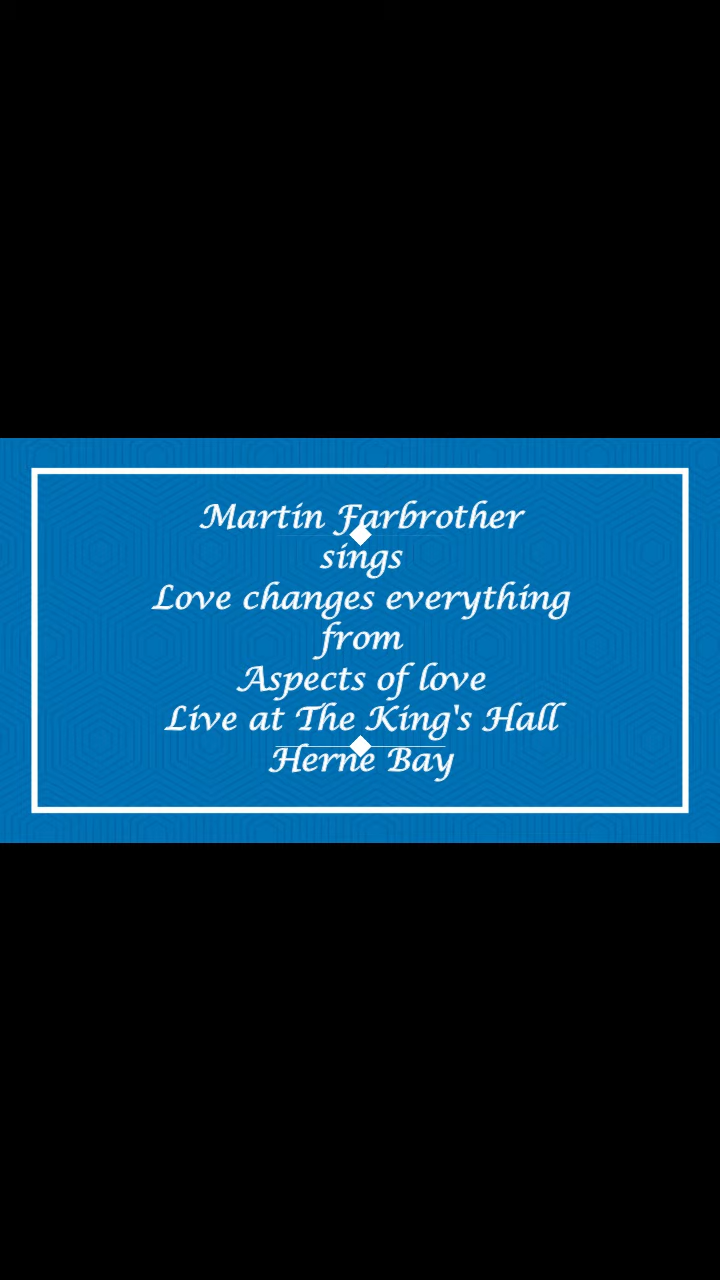 Martin Farbrother
sings
Love changes everything
from
Aspects of love
Live at The King's Hall
Herne Bay